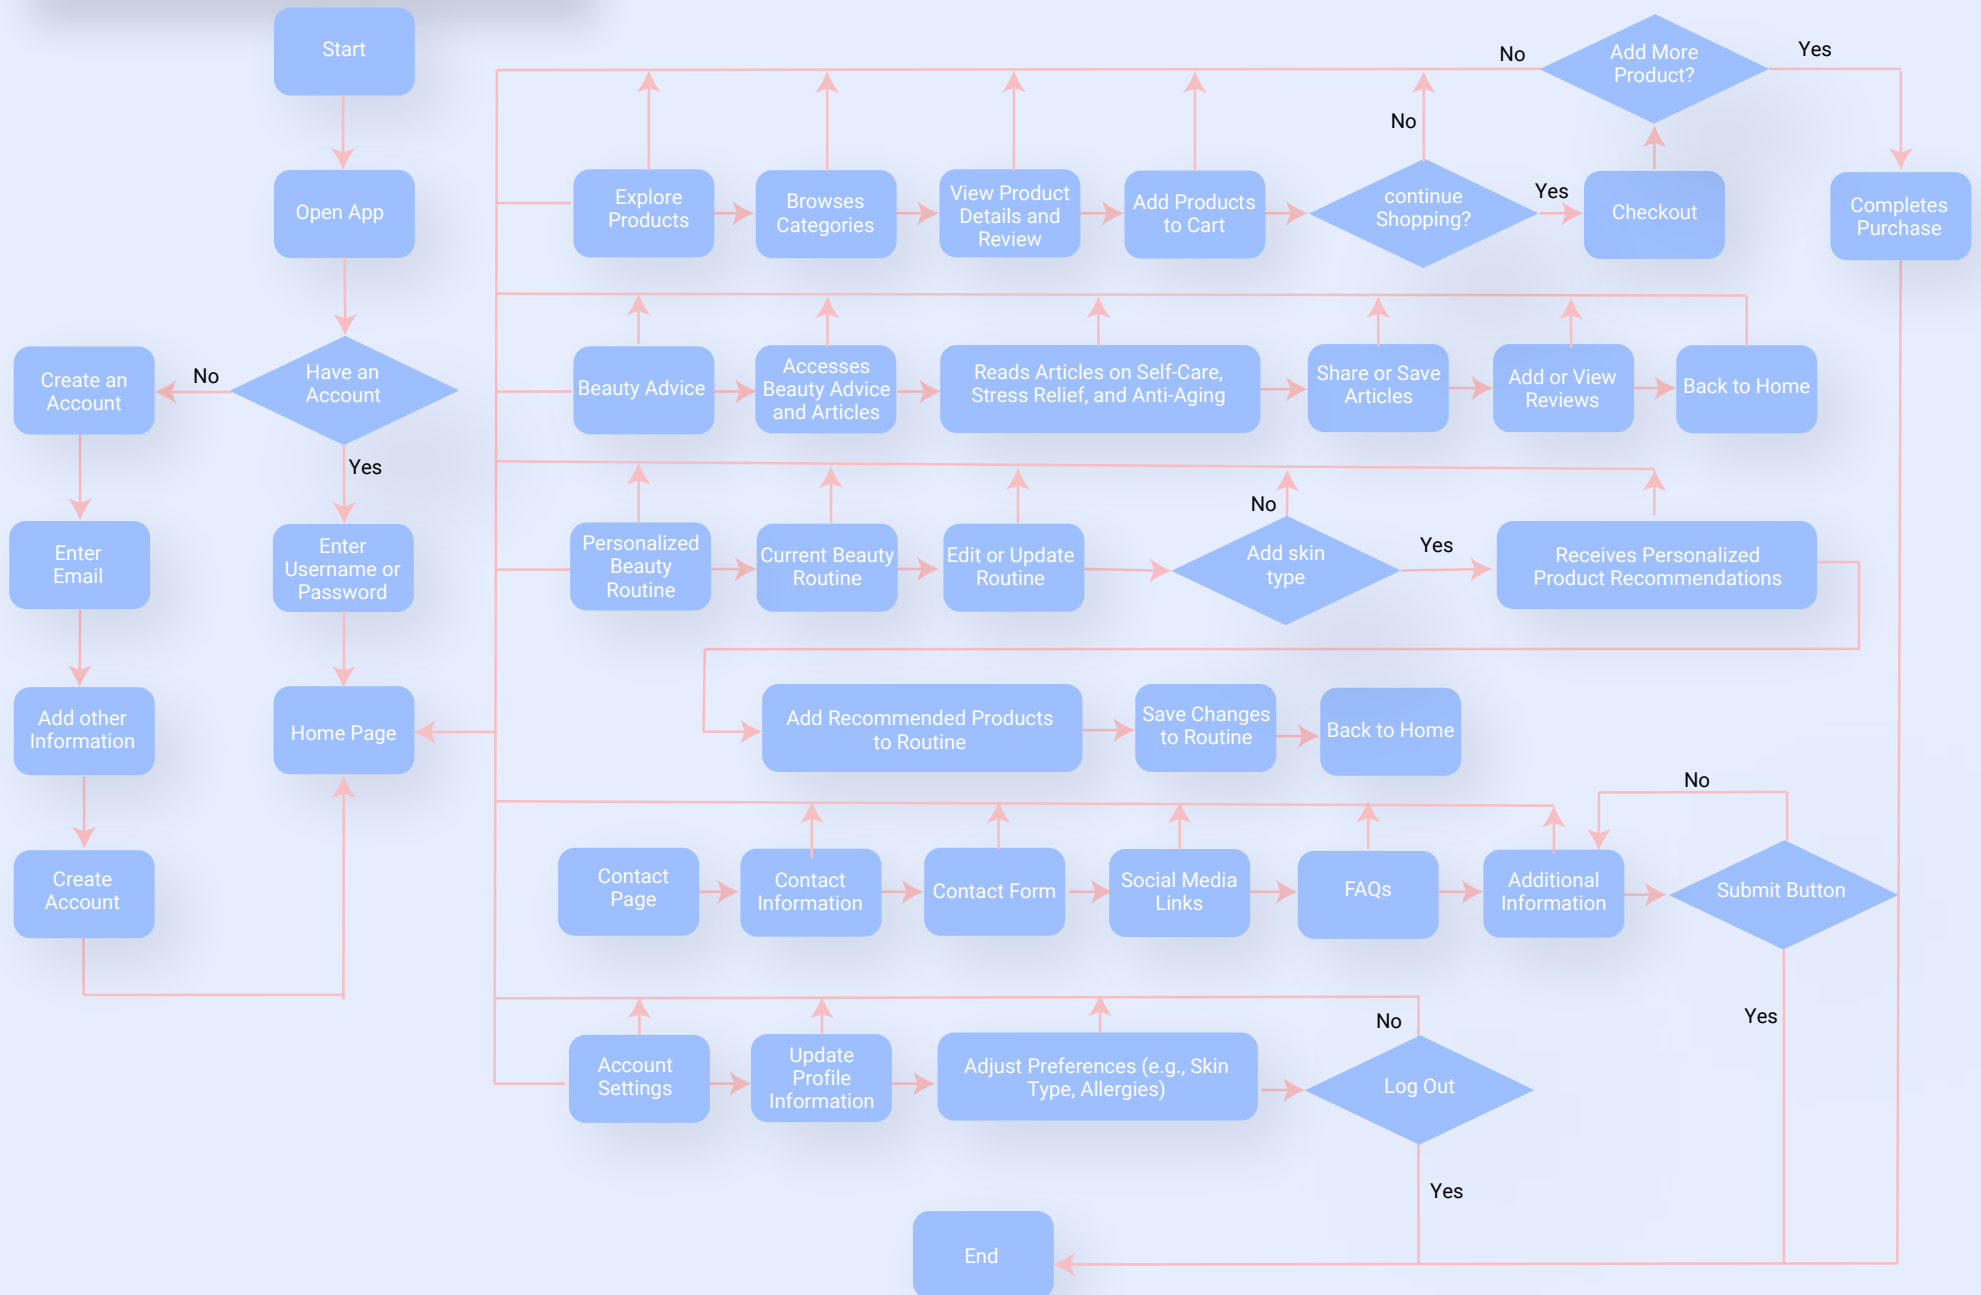 Start
Open App
Have an
Account
No
Yes
Create an
Account
Enter
Email
Add other
Information
Create
Account
Enter
Username or
Password
Home Page
Explore
Products
Browses
Categories
View Product
Details and
Review
Add Products
to Cart
continue
Shopping?
No
Yes
Checkout
Add More
Product?
No
Yes
Completes
Purchase
Beauty Advice
Accesses
Beauty Advice
and Articles
Reads Articles on Self-Care,
Stress Relief, and Anti-Aging
Share or Save
Articles
Add or View
Reviews
Back to Home
Personalized
Beauty
Routine
Current Beauty
Routine
Edit or Update
Routine
Add skin
type
No
Yes
Receives Personalized
Product Recommendations
Add Recommended Products
to Routine
Save Changes
to Routine
Back to Home
Contact
Page
Contact
Information
Contact Form
Social Media
Links
FAQs
Additional
Information
Submit Button
No
Yes
Account
Settings
Update
Profile
Information
Adjust Preferences (e.g., Skin
Type, Allergies)
Log Out
No
Yes
End